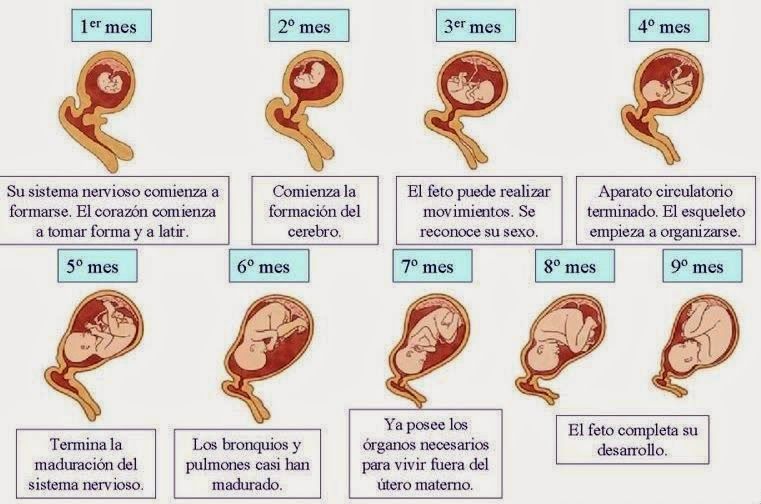 1er mes
2º mes
3er mes
4º mes
Su sistema nervioso comienza a
formarse. El corazón comienza
a tomar forma y a latir.
Comienza la
formación del
cerebro.
El feto puede realizar
movimientos. Se
reconoce su sexo.
Aparato circulatorio
terminado. El esqueleto
empieza a organizarse.
5º mes
6º mes
7º mes
8º mes
9º mes
Termina la
maduración del
sistema nervioso.
Los bronquios y
pulmones casi han
madurado.
Ya posee los
órganos necesarios
para vivir fuera del
útero materno.
El feto completa su
desarrollo.